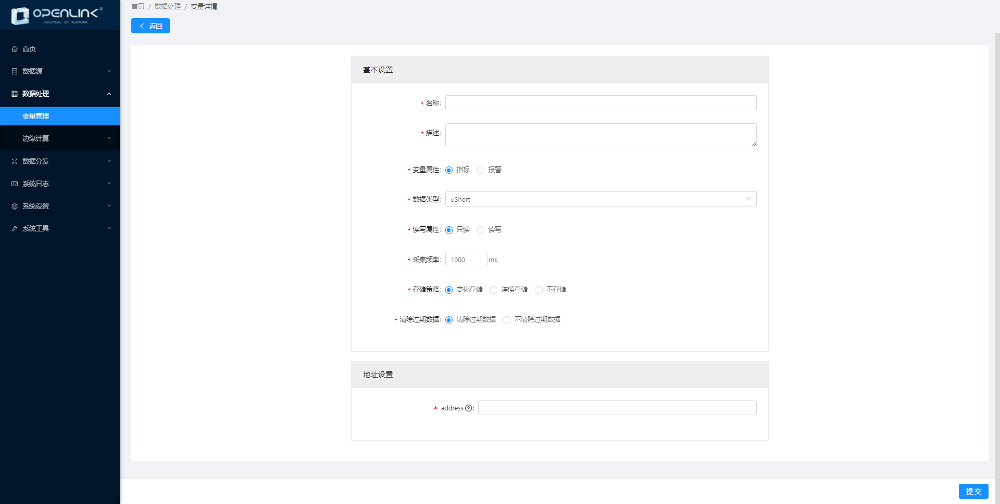 OPENLINK®
INDUSTRIAL IOT PLATFORM
首页
数据源
数据处理
变量管理
边缘计算
数据分发
系统日志
系统设置
系统工具
首页 / 数据处理 / 变量详情
< 返回
基本设置
* 名称:
* 描述:
* 变量属性: 指标 报警
* 数据类型: uShort
* 读写属性: 只读 读写
* 采集频率: 1000 ms
* 存储策略: 变化存储 连续存储 不存储
* 清除过期数据: 清除过期数据 不清除过期数据
地址设置
* address?:
提交